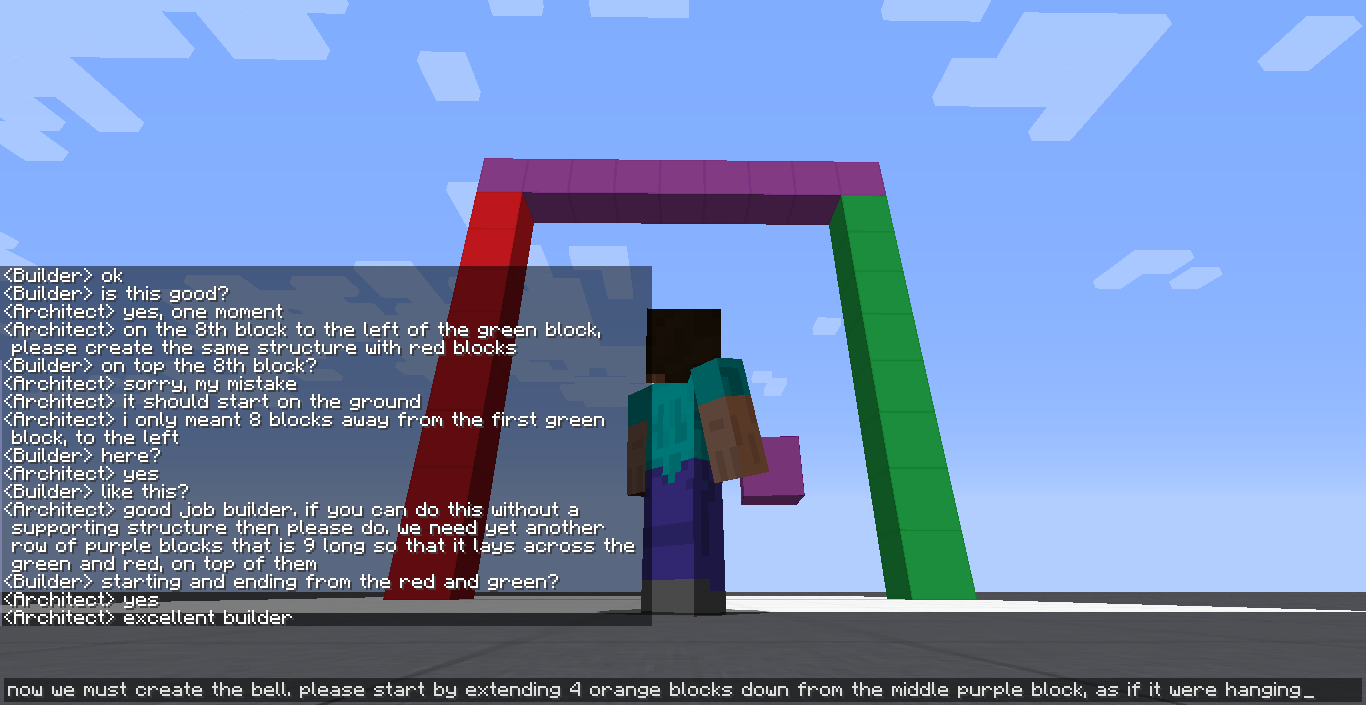 <Builder> ok
<Builder> is this good?
<Architect> yes, one moment
<Architect> on the 8th block to the left of the green block,
please create the same structure with red blocks
<Builder> on top the 8th block?
<Architect> sorry, my mistake
<Architect> it should start on the ground
<Architect> i only meant 8 blocks away from the first green
block, to the left
<Builder> here?
<Architect> yes
<Builder> like this?
<Architect> good job builder. if you can do this without a
supporting structure then please do. we need yet another
row of purple blocks that is 9 long so that it lays across the
green and red, on top of them
<Builder> starting and ending from the red and green?
<Architect> yes
<Architect> excellent builder
now we must create the bell. please start by extending 4 orange blocks down from the middle purple block, as if it were hanging_